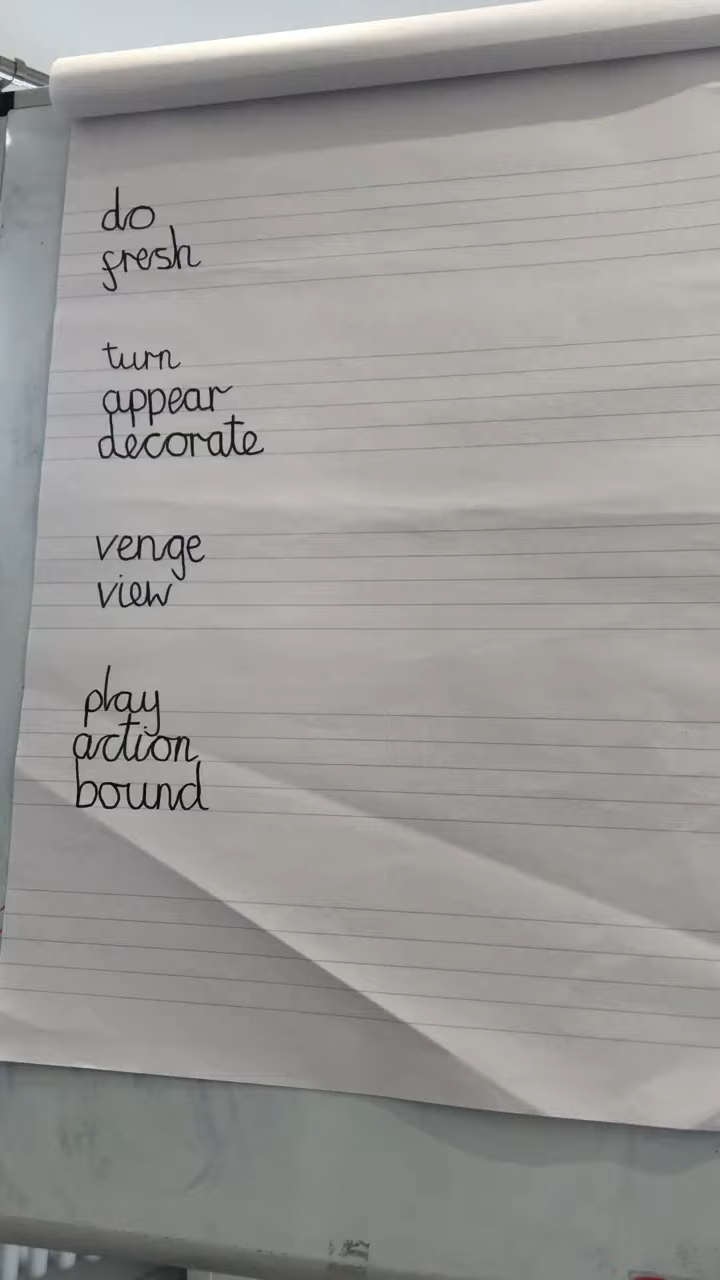 do
fresh
turn
appear
decorate
venge
view
play
action
bound